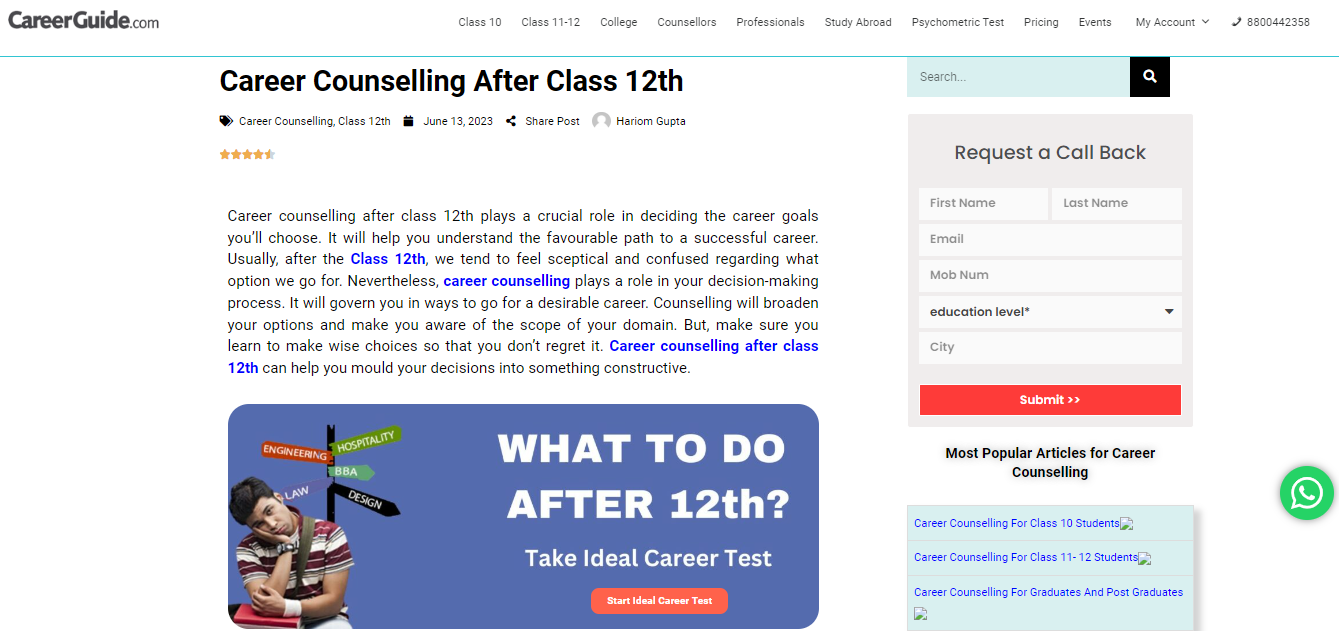 CareerGuide.com
Class 10 Class 11-12 College Counsellors Professionals Study Abroad Psychometric Test Pricing Events My Account 8800442358
Career Counselling After Class 12th
Career Counselling, Class 12th June 13, 2023 Share Post Hariom Gupta
Career counselling after class 12th plays a crucial role in deciding the career goals
you’ll choose. It will help you understand the favourable path to a successful career.
Usually, after the Class 12th, we tend to feel sceptical and confused regarding what
option we go for. Nevertheless, career counselling plays a role in your decision-making
process. It will govern you in ways to go for a desirable career. Counselling will broaden
your options and make you aware of the scope of your domain. But, make sure you
learn to make wise choices so that you don’t regret it. Career counselling after class
12th can help you mould your decisions into something constructive.
ENGINEERING
HOSPITALITY
BBA
LAW
DESIGN
WHAT TO DO
AFTER 12th?
Take Ideal Career Test
Start Ideal Career Test
Search...
Request a Call Back
First Name Last Name
Email
Mob Num
education level*
City
Submit >>
Most Popular Articles for Career
Counselling
Career Counselling For Class 10 Students
Career Counselling For Class 11- 12 Students
Career Counselling For Graduates And Post Graduates